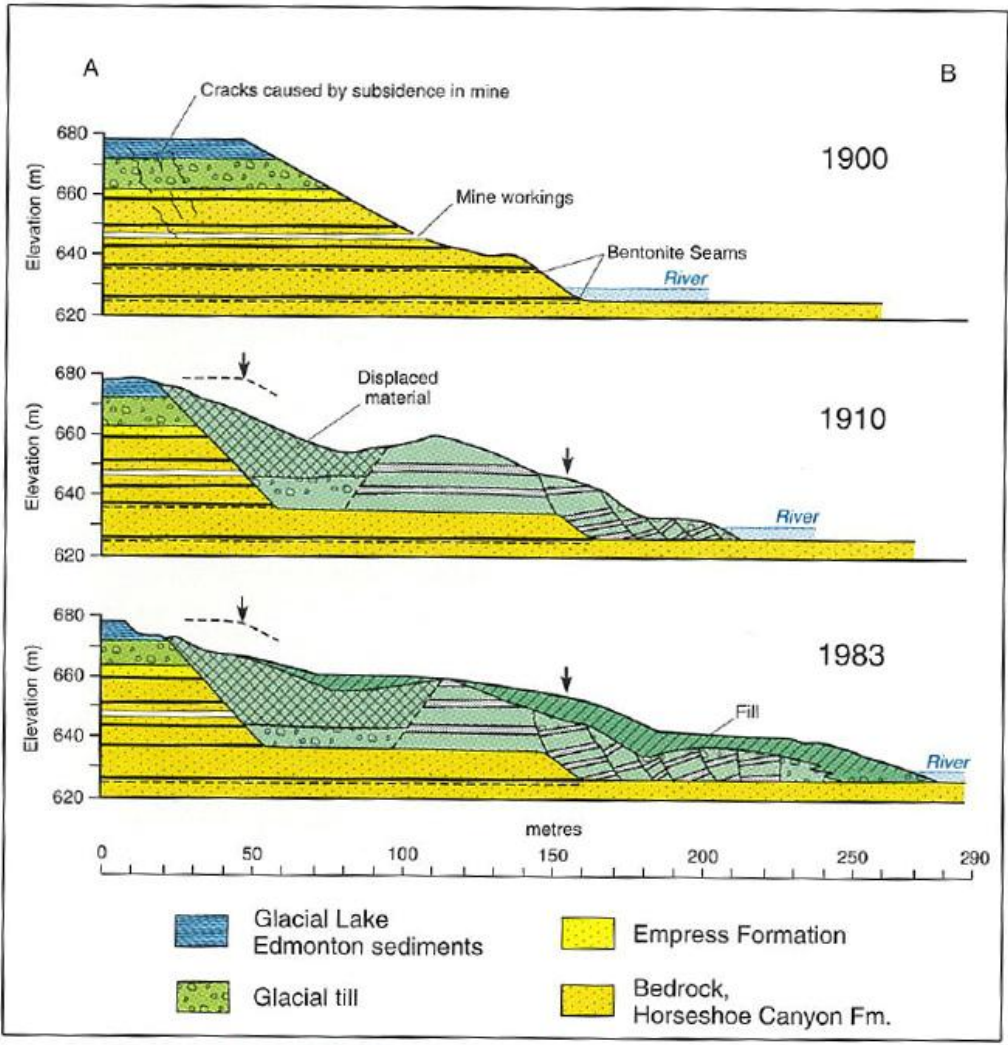 A
B
Cracks caused by subsidence in mine
1900
Elevation (m)
680
660
640
620
Mine workings
Bentonite Seams
River
1910
Elevation (m)
680
660
640
620
Displaced
material
River
1983
Elevation (m)
680
660
640
620
Fill
River
metres
0 50 100 150 200 250 290
Glacial Lake
Edmonton sediments
Empress Formation
Glacial till
Bedrock,
Horseshoe Canyon Fm.